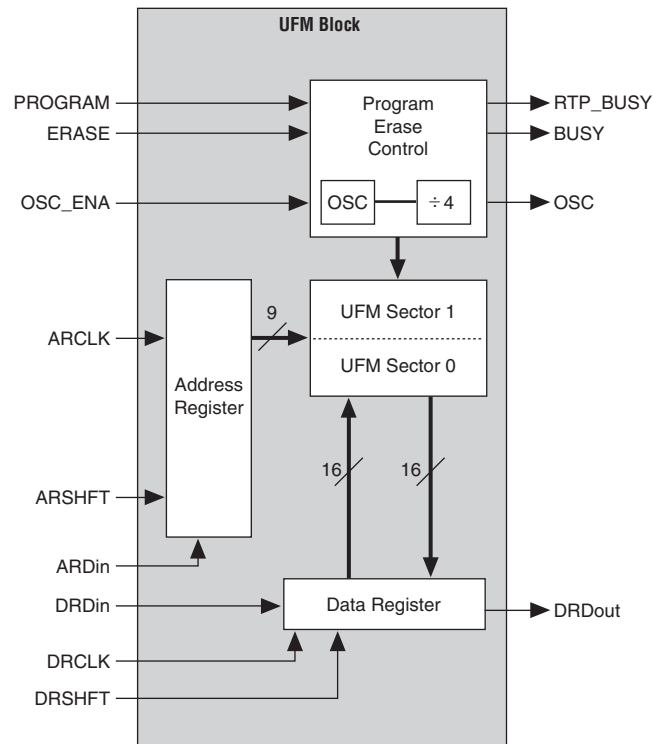 UFM Block
PROGRAM
ERASE
OSC_ENA
Program
Erase
Control
OSC
÷ 4
RTP_BUSY
BUSY
OSC
ARCLK
ARSHFT
ARDin
Address
Register
9
UFM Sector 1
UFM Sector 0
16
16
DRDin
DRCLK
DRSHFT
Data Register
DRDout